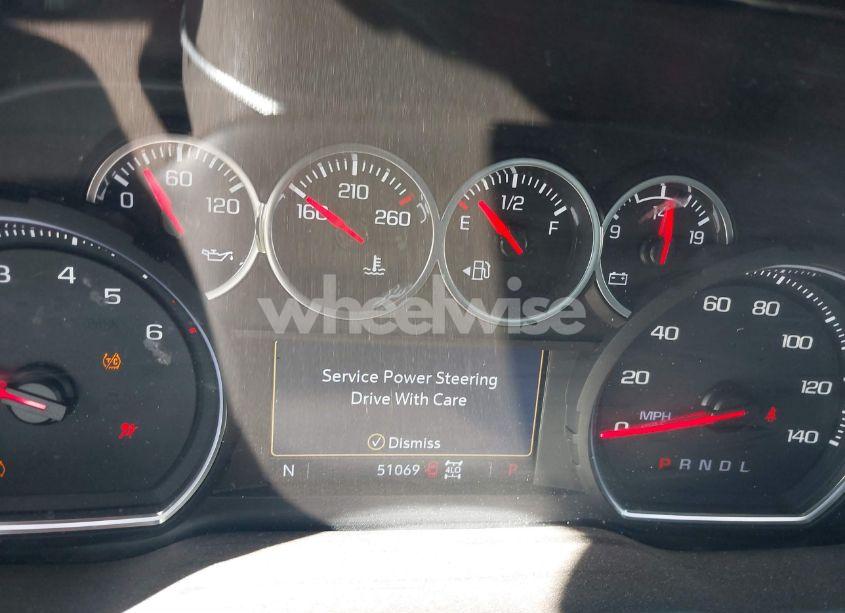 0 60 120
160 210 260
E 1/2 F
9 14 19
3 4 5 6
T/C
wheelwise
Service Power Steering
Drive With Care
Dismiss
N 51069 4LO P
0 20 40 60 80 100 120 140
MPH
P R N D L